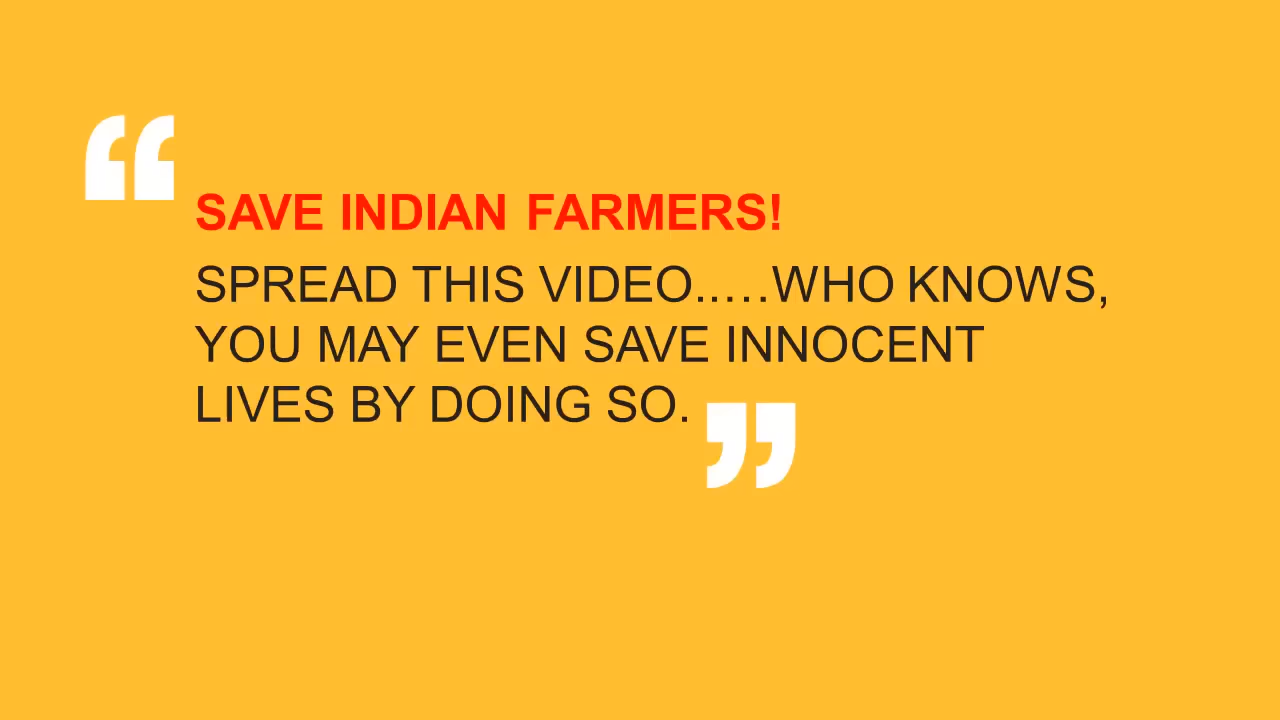 “
SAVE INDIAN FARMERS!
SPREAD THIS VIDEO..…WHO KNOWS,
YOU MAY EVEN SAVE INNOCENT
LIVES BY DOING SO. ”